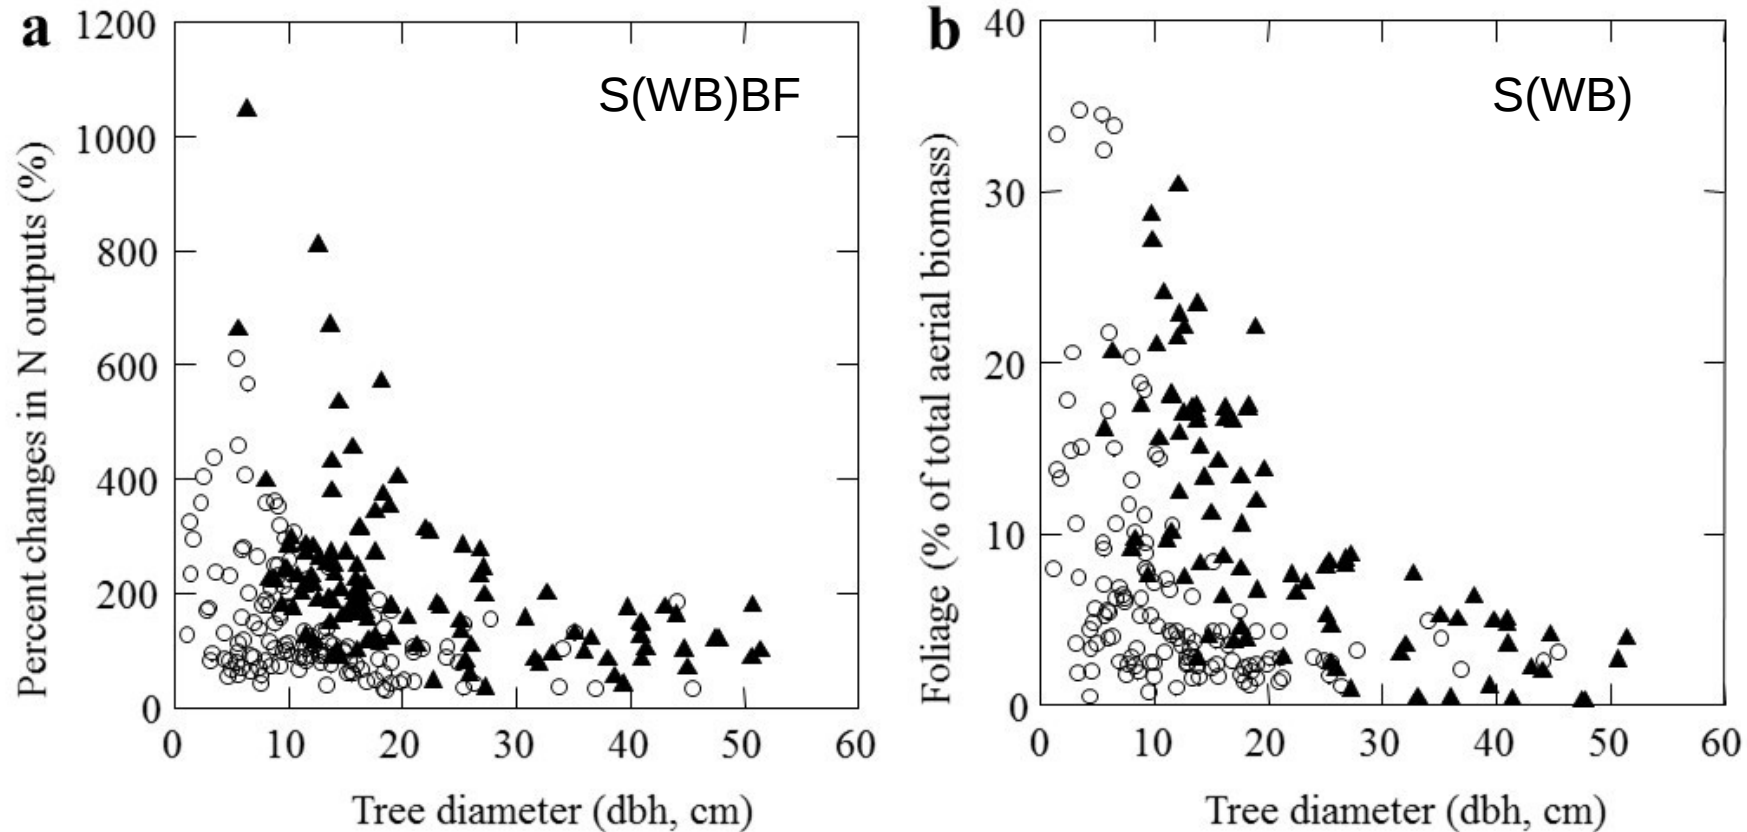 a
1200
1000
800
600
400
200
0
0 10 20 30 40 50 60
Percent changes in N outputs (%)
Tree diameter (dbh, cm)
S(WB)BF
b
40
30
20
10
0
0 10 20 30 40 50 60
Foliage (% of total aerial biomass)
Tree diameter (dbh, cm)
S(WB)